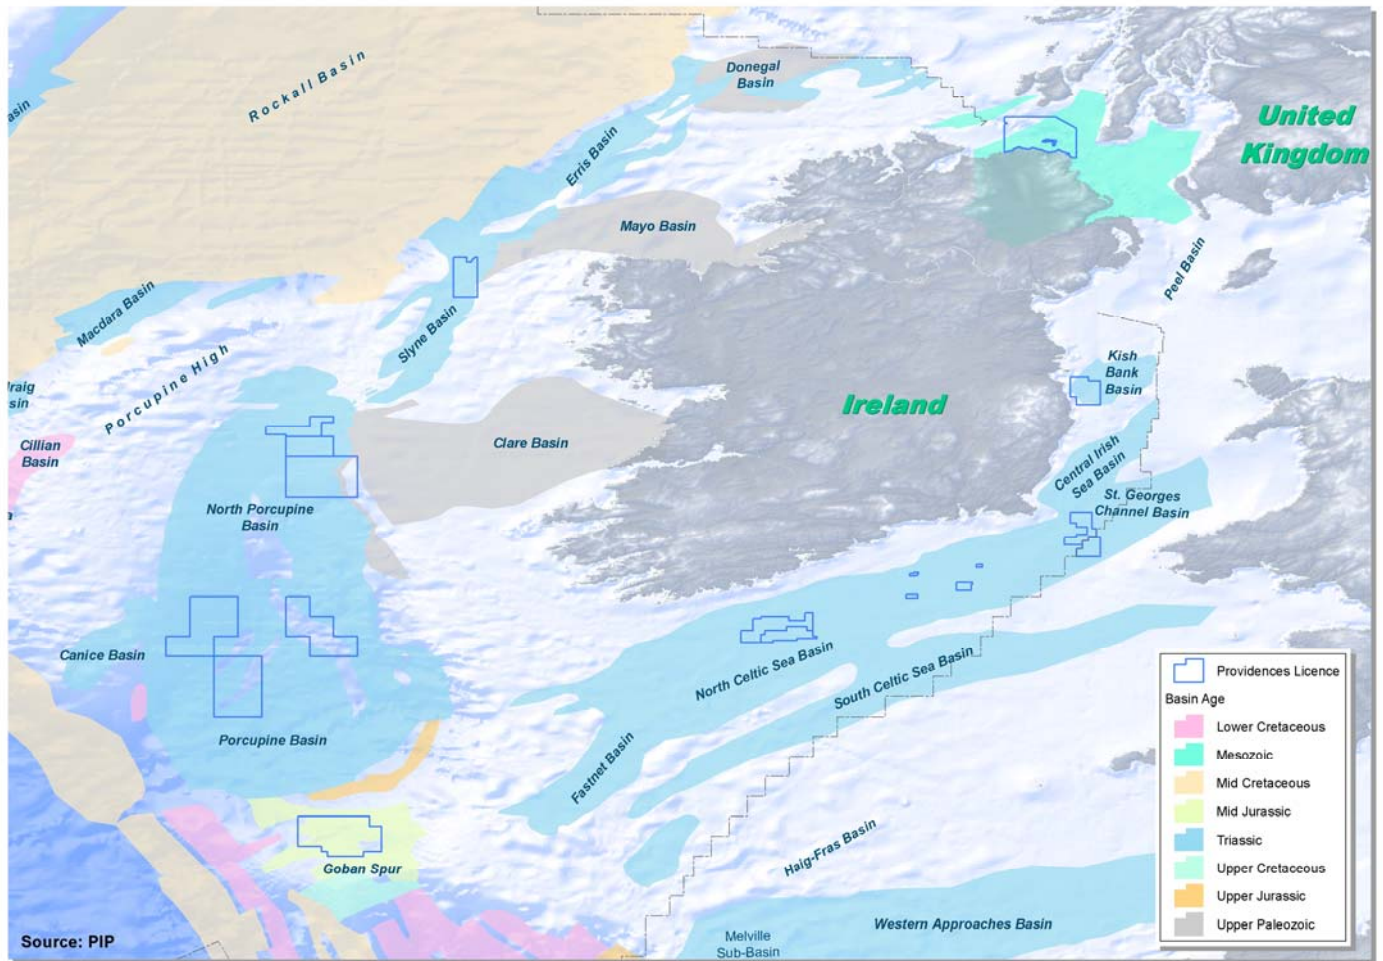 Rockall Basin
Donegal
Basin
United
Kingdom
asin
Erris Basin
Mayo Basin
Peel Basin
Macdara Basin
Slyne Basin
Porcupine High
Kish
Bank
Basin
Ireland
Cillian
Basin
Clare Basin
Central Irish
Sea Basin
St. Georges
Channel Basin
North Porcupine
Basin
Canice Basin
North Celtic Sea Basin
South Celtic Sea Basin
Porcupine Basin
Fastnet Basin
Haig-Fras Basin
Goban Spur
Western Approaches Basin
Melville
Sub-Basin
Source: PIP
Providences Licence
Basin Age
Lower Cretaceous
Mesozoic
Mid Cretaceous
Mid Jurassic
Triassic
Upper Cretaceous
Upper Jurassic
Upper Paleozoic